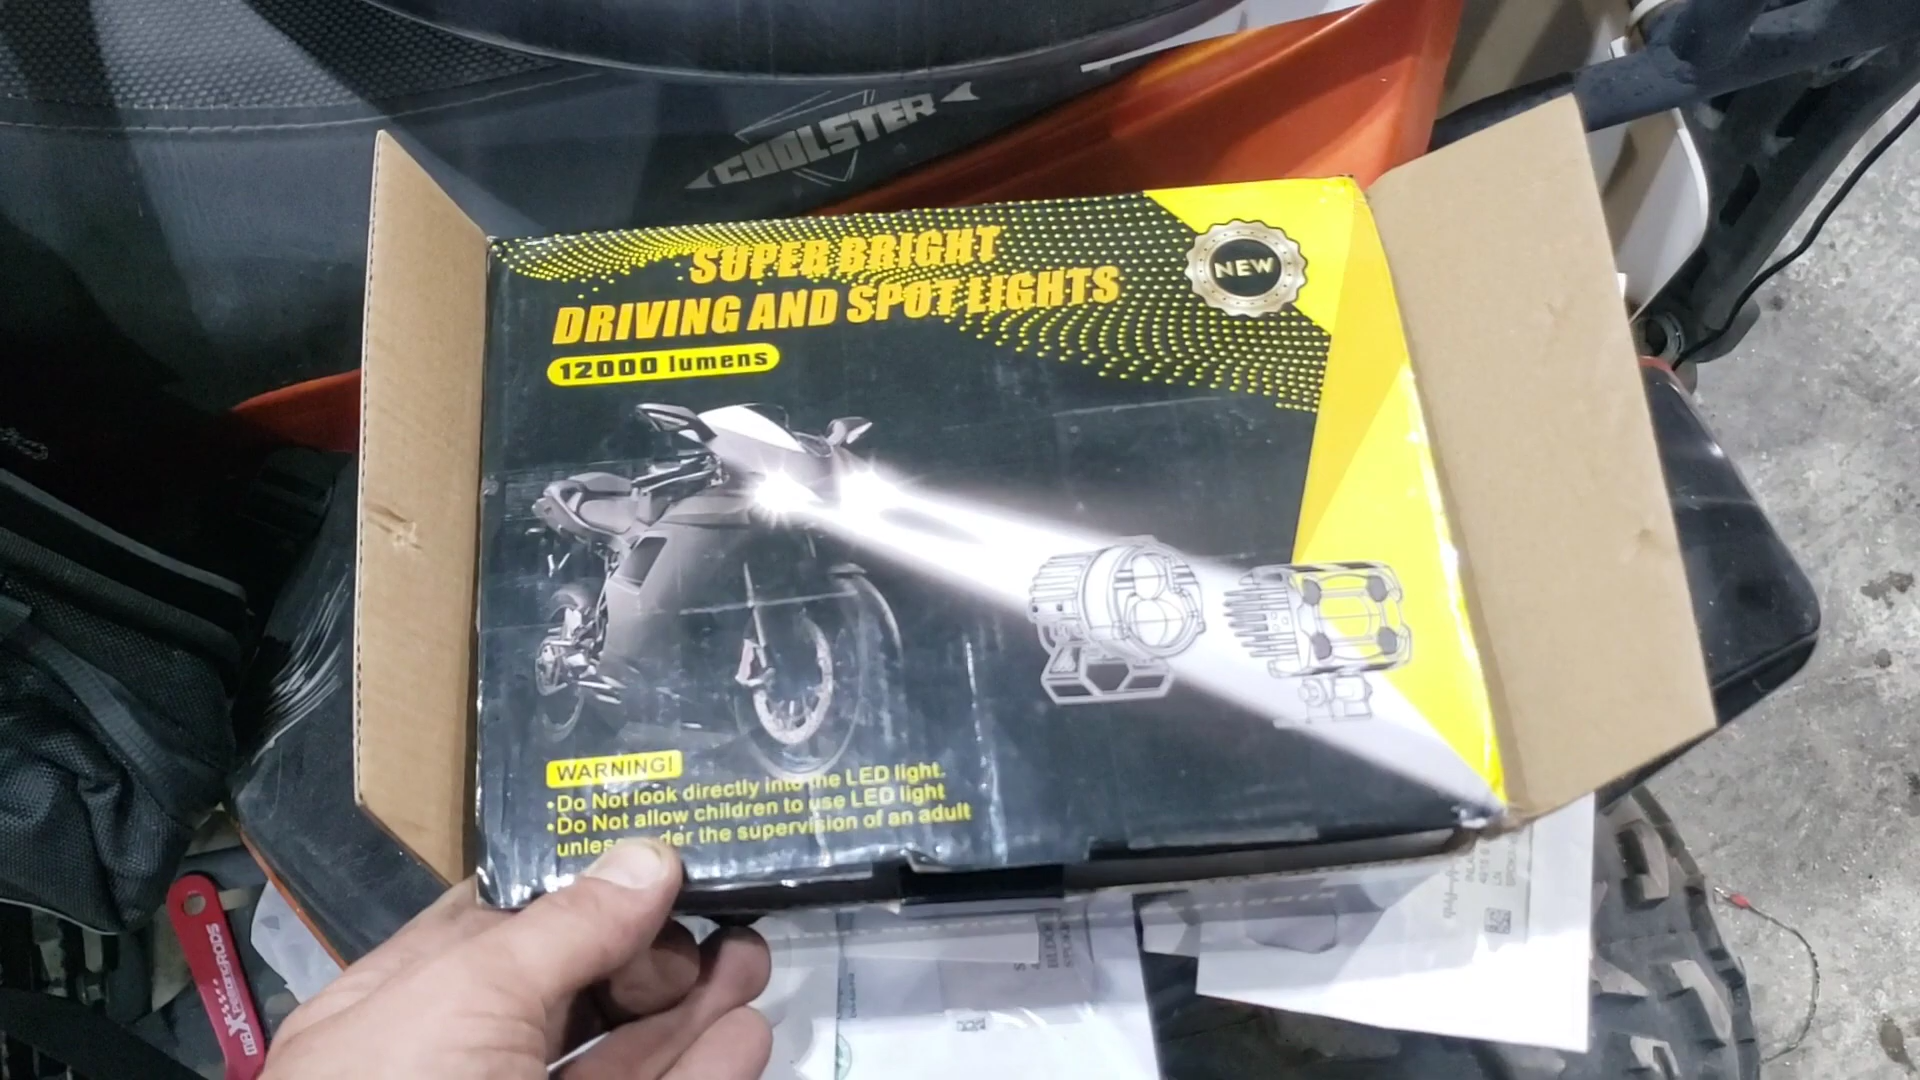 COOLSTER
SUPER BRIGHT
DRIVING AND SPOT LIGHTS
NEW
12000 lumens
WARNING!
•Do Not look directly into the LED light.
•Do Not allow children to use LED light
the supervision of an adult
MAXPEEDINGRODS